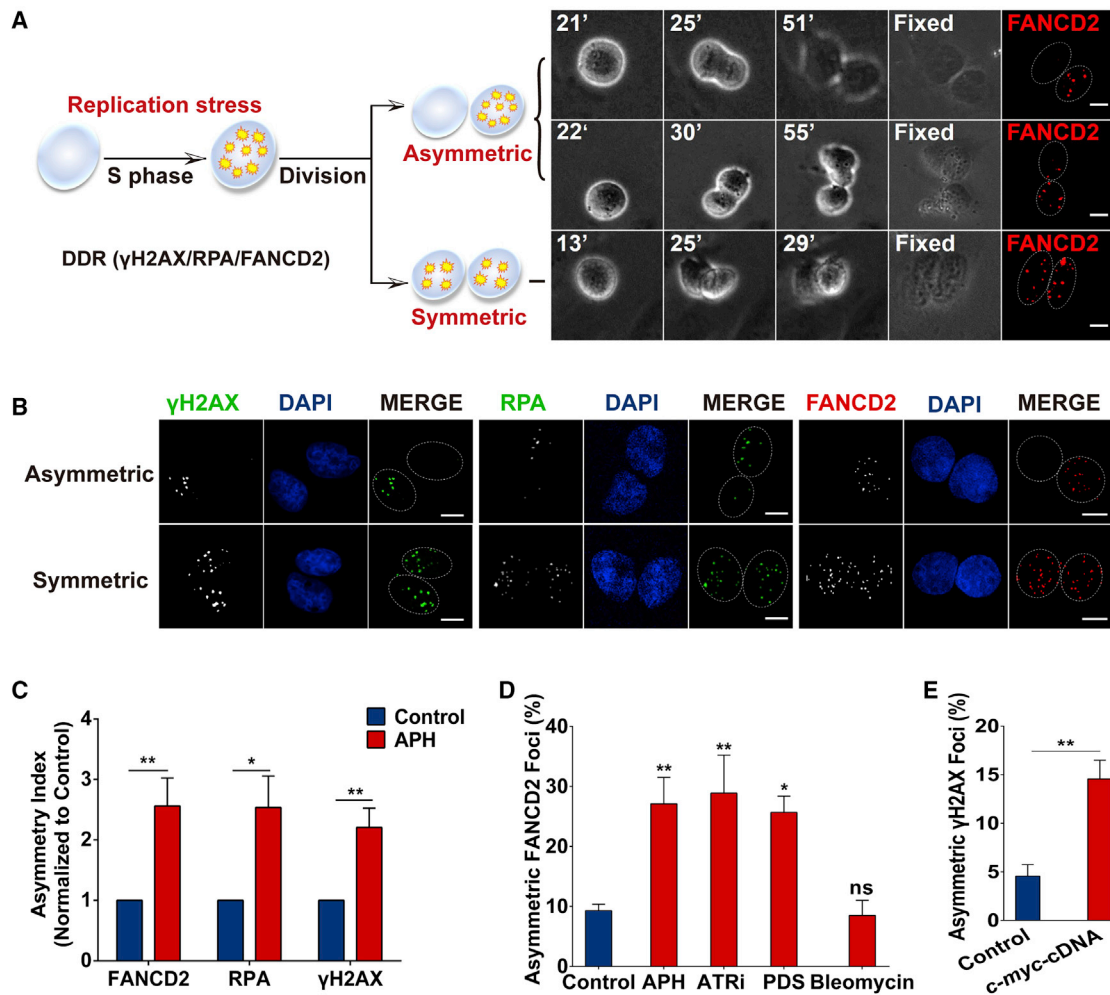 A
Replication stress
S phase
Division
DDR (γH2AX/RPA/FANCD2)
Asymmetric
Symmetric
21’ 25’ 51’ Fixed FANCD2
22‘ 30’ 55’ Fixed FANCD2
13’ 25’ 29’ Fixed FANCD2
B
γH2AX DAPI MERGE RPA DAPI MERGE FANCD2 DAPI MERGE
Asymmetric
Symmetric
C
Asymmetry Index
(Normalized to Control)
4
3
2
1
0
Control
APH
** * **
FANCD2 RPA γH2AX
D
Asymmetric FANCD2 Foci (%)
40
30
20
10
0
** ** * ns
Control APH ATRi PDS Bleomycin
E
Asymmetric γH2AX Foci (%)
20
15
10
5
0
**
Control
c-myc-cDNA